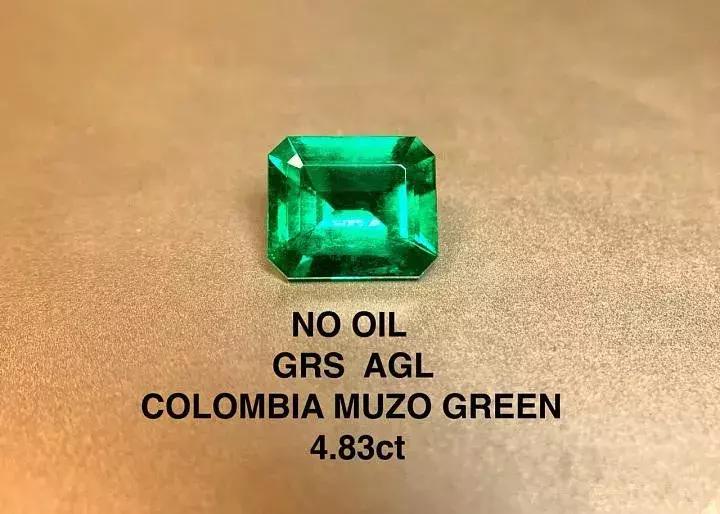 NO OIL
GRS AGL
COLOMBIA MUZO GREEN
4.83ct